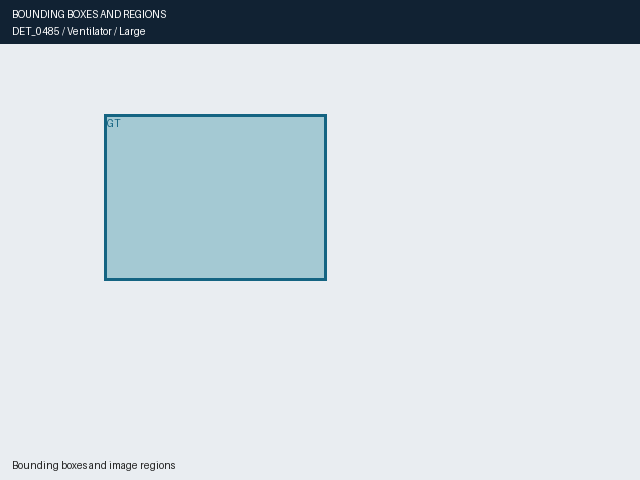 BOUNDING BOXES AND REGIONS
DET_0485 / Ventilator / Large
GT
Bounding boxes and image regions